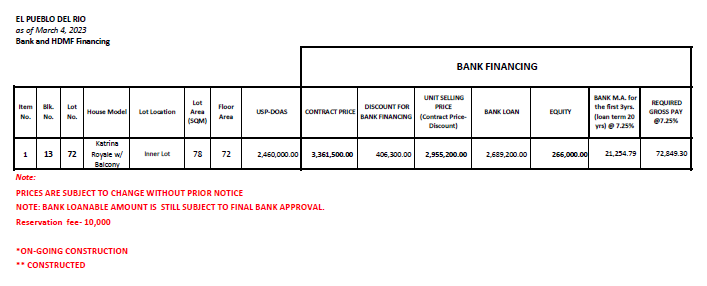 EL PUEBLO DEL RIO
as of March 4, 2023
Bank and HDMF Financing
BANK FINANCING
Item No. Blk. No. Lot No. House Model Lot Location Lot Area (SQM) Floor Area USP-DOAS CONTRACT PRICE DISCOUNT FOR BANK FINANCING UNIT SELLING PRICE (Contract Price-Discount) BANK LOAN EQUITY BANK M.A. for the first 3yrs. (loan term 20 yrs) @ 7.25% REQUIRED GROSS PAY @7.25%
1 13 72 Katrina Royale w/ Balcony Inner Lot 78 72 2,460,000.00 3,361,500.00 406,300.00 2,955,200.00 2,689,200.00 266,000.00 21,254.79 72,849.30
Note:
PRICES ARE SUBJECT TO CHANGE WITHOUT PRIOR NOTICE
NOTE: BANK LOANABLE AMOUNT IS STILL SUBJECT TO FINAL BANK APPROVAL.
Reservation fee- 10,000
*ON-GOING CONSTRUCTION
** CONSTRUCTED